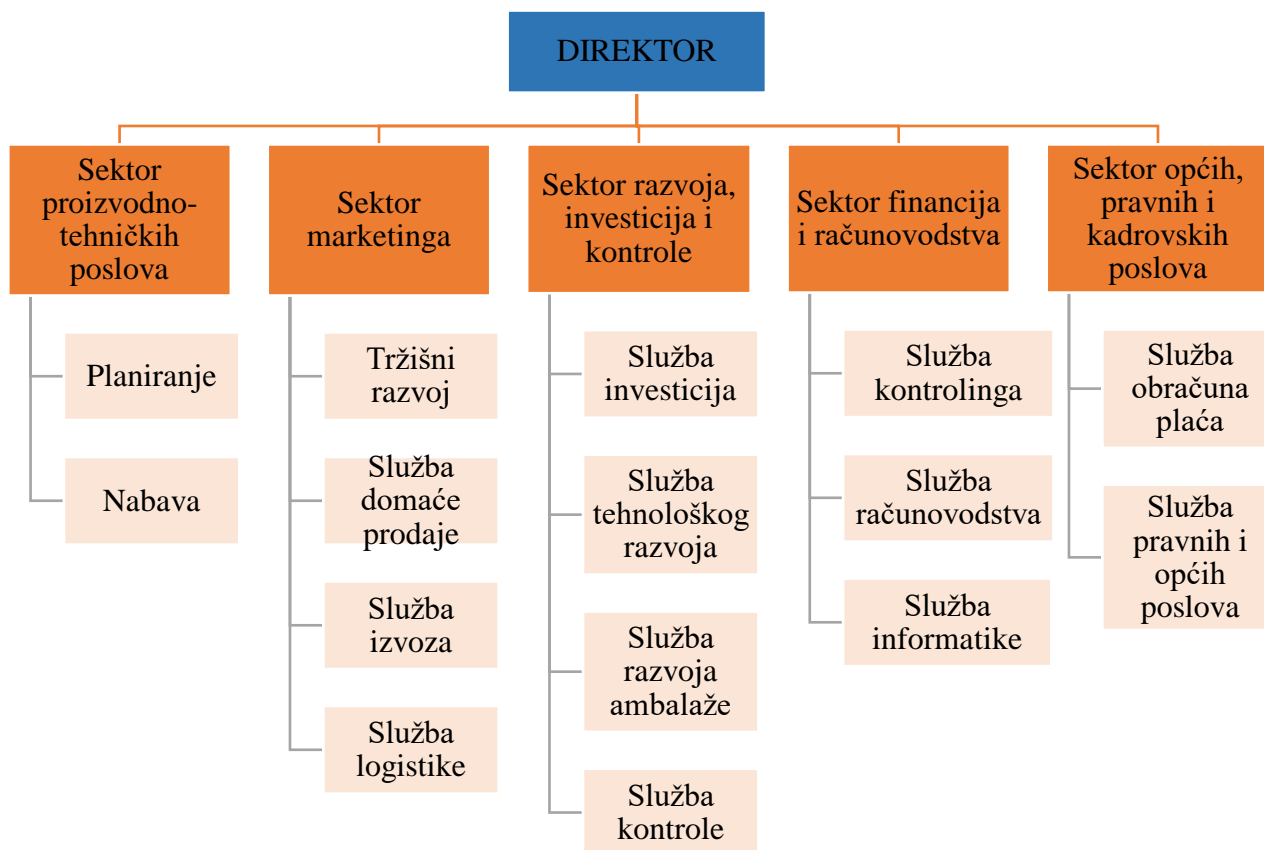 DIREKTOR
Sektor
proizvodno-
tehničkih
poslova
Planiranje
Nabava
Sektor
marketinga
Tržišni
razvoj
Služba
domaće
prodaje
Služba
izvoza
Služba
logistike
Sektor razvoja,
investicija i
kontrole
Služba
investicija
Služba
tehnološkog
razvoja
Služba
razvoja
ambalaže
Služba
kontrole
Sektor financija
i računovodstva
Služba
kontrolinga
Služba
računovodstva
Služba
informatike
Sektor općih,
pravnih i
kadrovskih
poslova
Služba
obračuna
plaća
Služba
pravnih i
općih
poslova